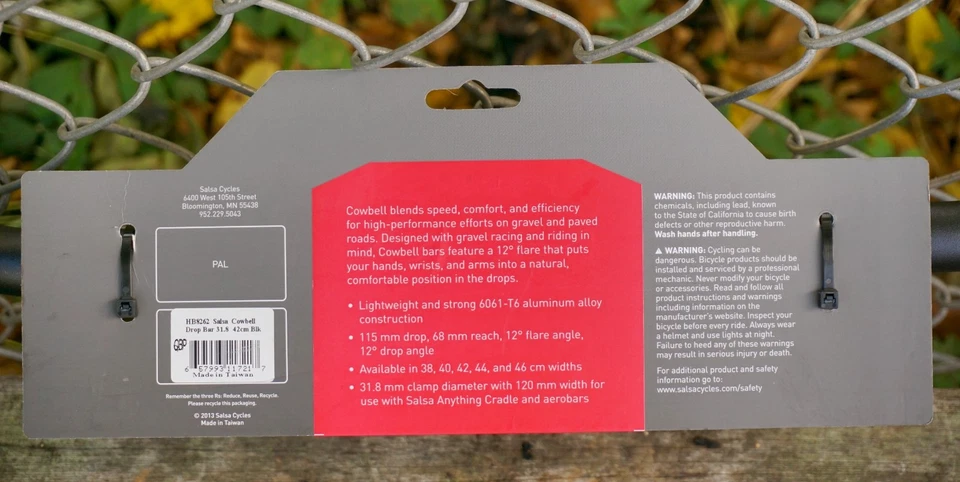 Salsa Cycles
6400 West 105th Street
Bloomington, MN 55438
952.229.5043
PAL
HB8262 Salsa Cowbell
Drop Bar 31.8 42cm Blk
GBP
6 57993 11721 7
Made in Taiwan
Remember the three Rs: Reduce, Reuse, Recycle.
Please recycle this packaging.
© 2013 Salsa Cycles
Made in Taiwan
Cowbell blends speed, comfort, and efficiency
for high-performance efforts on gravel and paved
roads. Designed with gravel racing and riding in
mind, Cowbell bars feature a 12° flare that puts
your hands, wrists, and arms into a natural,
comfortable position in the drops.
• Lightweight and strong 6061-T6 aluminum alloy
construction
• 115 mm drop, 68 mm reach, 12° flare angle,
12° drop angle
• Available in 38, 40, 42, 44, and 46 cm widths
• 31.8 mm clamp diameter with 120 mm width for
use with Salsa Anything Cradle and aerobars
WARNING: This product contains
chemicals, including lead, known
to the State of California to cause birth
defects or other reproductive harm.
Wash hands after handling.
⚠ WARNING: Cycling can be
dangerous. Bicycle products should be
installed and serviced by a professional
mechanic. Never modify your bicycle
or accessories. Read and follow all
product instructions and warnings
including information on the
manufacturer's website. Inspect your
bicycle before every ride. Always wear
a helmet and use lights at night.
Failure to heed any of these warnings
may result in serious injury or death.
For additional product and safety
information go to:
www.salsacycles.com/safety